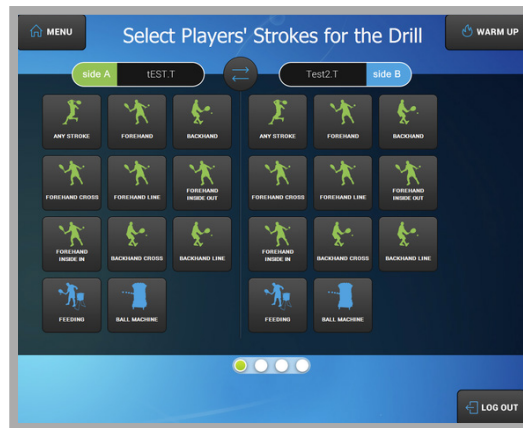 MENU
Select Players' Strokes for the Drill
WARM UP
side A
tEST.T
Test2.T
side B
ANY STROKE
FOREHAND
BACKHAND
FOREHAND CROSS
FOREHAND LINE
FOREHAND
INSIDE OUT
FOREHAND
INSIDE IN
BACKHAND CROSS
BACKHAND LINE
FEEDING
BALL MACHINE
ANY STROKE
FOREHAND
BACKHAND
FOREHAND CROSS
FOREHAND LINE
FOREHAND
INSIDE OUT
FOREHAND
INSIDE IN
BACKHAND CROSS
BACKHAND LINE
FEEDING
BALL MACHINE
LOG OUT